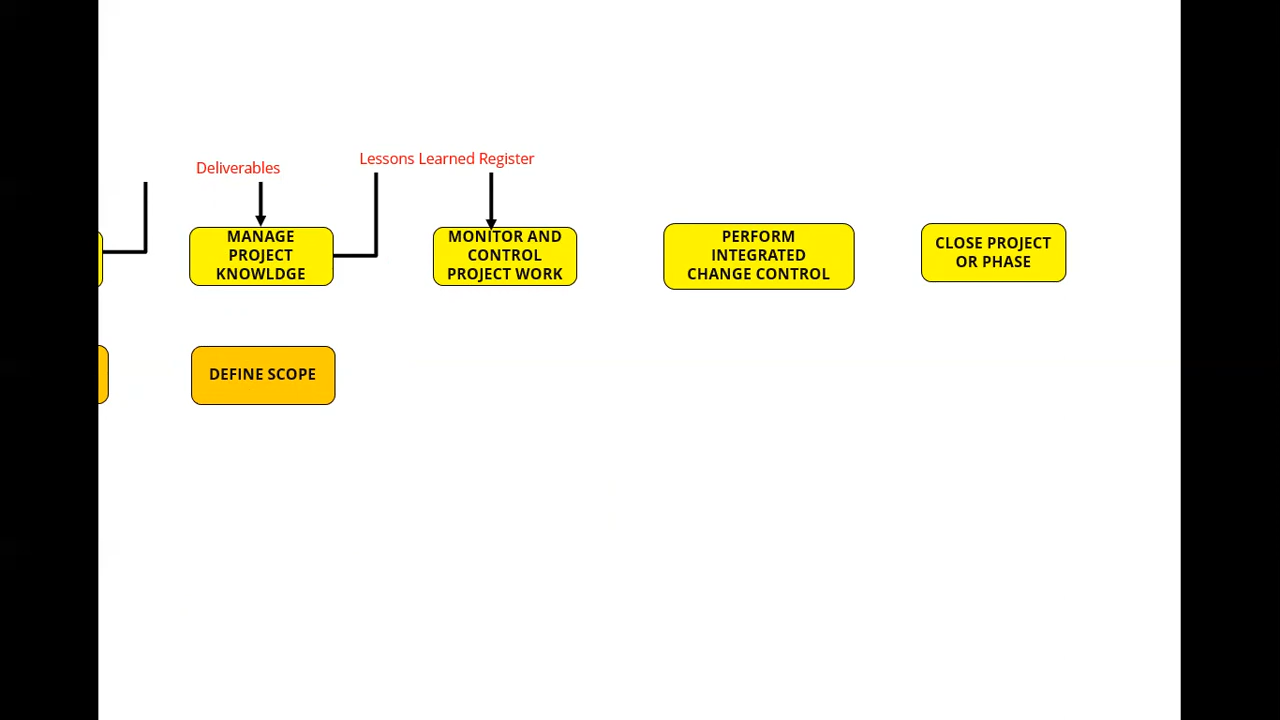 Deliverables
Lessons Learned Register
MANAGE
PROJECT
KNOWLDGE
MONITOR AND
CONTROL
PROJECT WORK
PERFORM
INTEGRATED
CHANGE CONTROL
CLOSE PROJECT
OR PHASE
DEFINE SCOPE